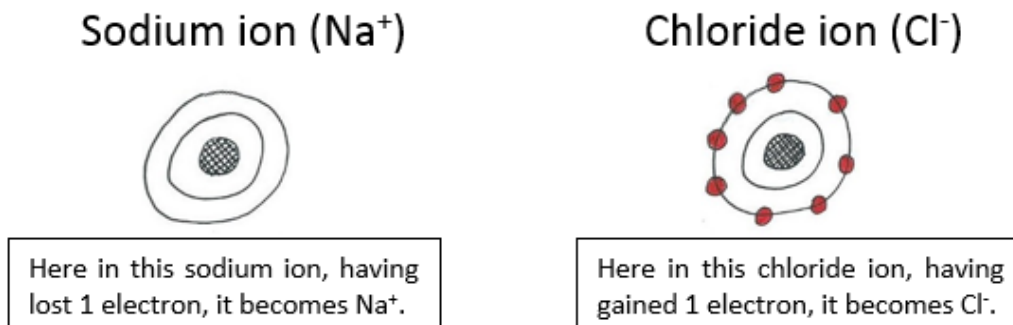 Sodium ion (Na⁺)
Chloride ion (Cl⁻)
Here in this sodium ion, having
lost 1 electron, it becomes Na⁺.
Here in this chloride ion, having
gained 1 electron, it becomes Cl⁻.